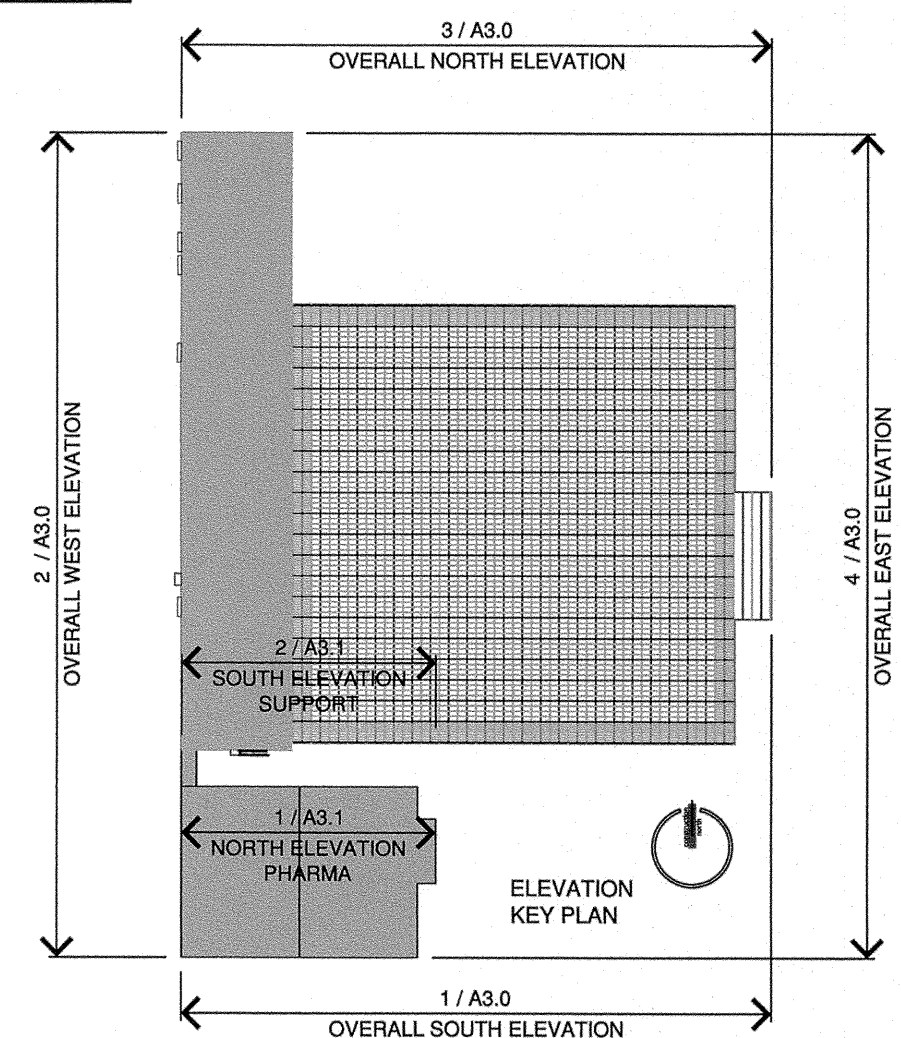 3 / A3.0
OVERALL NORTH ELEVATION
2 / A3.0
OVERALL WEST ELEVATION
4 / A3.0
OVERALL EAST ELEVATION
2 / A3.1
SOUTH ELEVATION
SUPPORT
1 / A3.1
NORTH ELEVATION
PHARMA
north
ELEVATION
KEY PLAN
1 / A3.0
OVERALL SOUTH ELEVATION